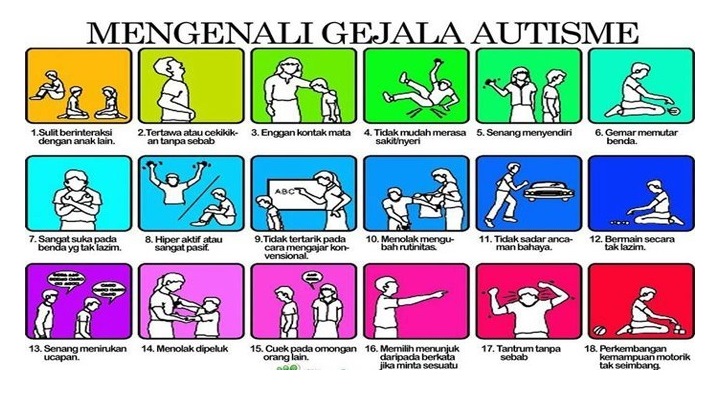 MENGENALI GEJALA AUTISME
1.Sulit berinteraksi
dengan anak lain.
2.Tertawa atau cekikik-
an tanpa sebab
3. Enggan kontak mata
4. Tidak mudah merasa
sakit/nyeri
5. Senang menyendiri
6. Gemar memutar
benda.
7. Sangat suka pada
benda yg tak lazim.
8. Hiper aktif atau
sangat pasif.
ABC
9.Tidak tertarik pada
cara mengajar kon-
vensional.
10. Menolak mengu-
bah rutinitas.
11. Tidak sadar anca-
man bahaya.
12. Bermain secara
tak lazim.
13. Senang menirukan
ucapan.
14. Menolak dipeluk
15. Cuek pada omongan
orang lain.
16. Memilih menunjuk
daripada berkata
jika minta sesuatu
17. Tantrum tanpa
sebab
18. Perkembangan
kemampuan motorik
tak seimbang.